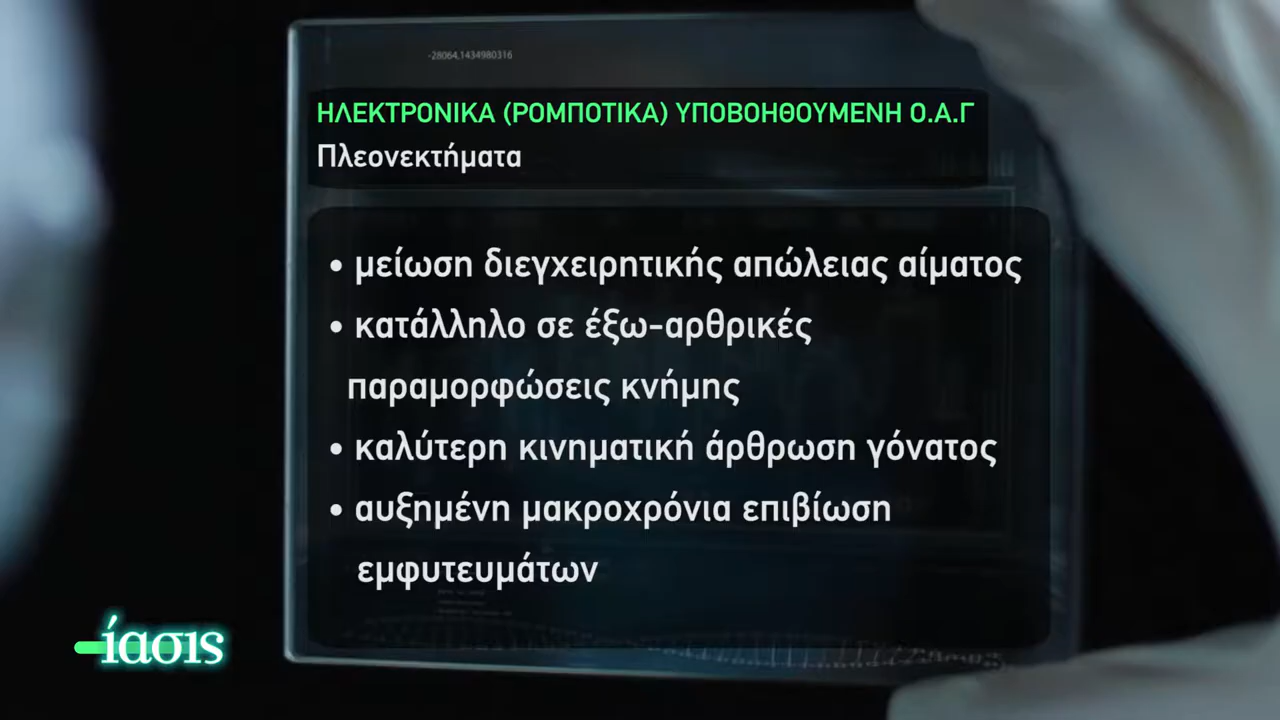 -28064,1434980316
ΗΛΕΚΤΡΟΝΙΚΑ (ΡΟΜΠΟΤΙΚΑ) ΥΠΟΒΟΗΘΟΥΜΕΝΗ Ο.Α.Γ
Πλεονεκτήματα
• μείωση διεγχειρητικής απώλειας αίματος
• κατάλληλο σε έξω-αρθρικές
παραμορφώσεις κνήμης
• καλύτερη κινηματική άρθρωση γόνατος
• αυξημένη μακροχρόνια επιβίωση
εμφυτευμάτων
ίασις